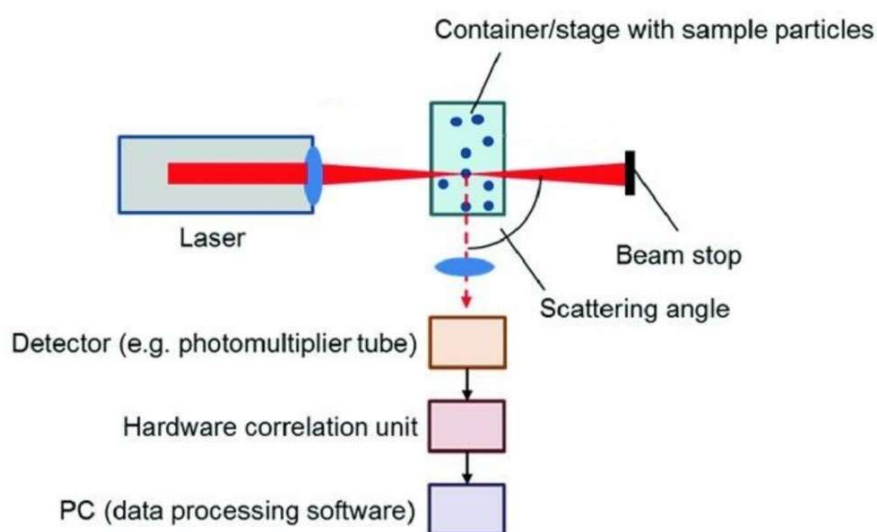 Container/stage with sample particles
Laser
Beam stop
Scattering angle
Detector (e.g. photomultiplier tube)
Hardware correlation unit
PC (data processing software)